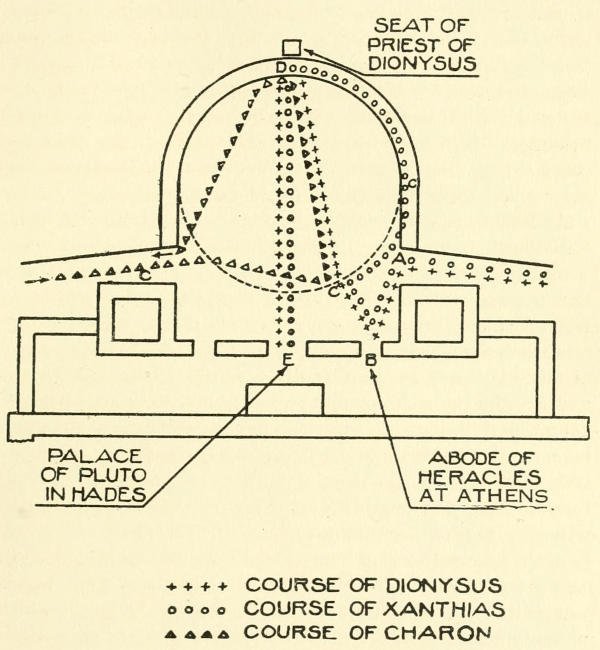 SEAT OF
PRIEST OF
DIONYSUS
D
C
A
C
C
E
B
PALACE
OF PLUTO
IN HADES
ABODE OF
HERACLES
AT ATHENS
++++ COURSE OF DIONYSUS
oooo COURSE OF XANTHIAS
▲▲▲▲ COURSE OF CHARON